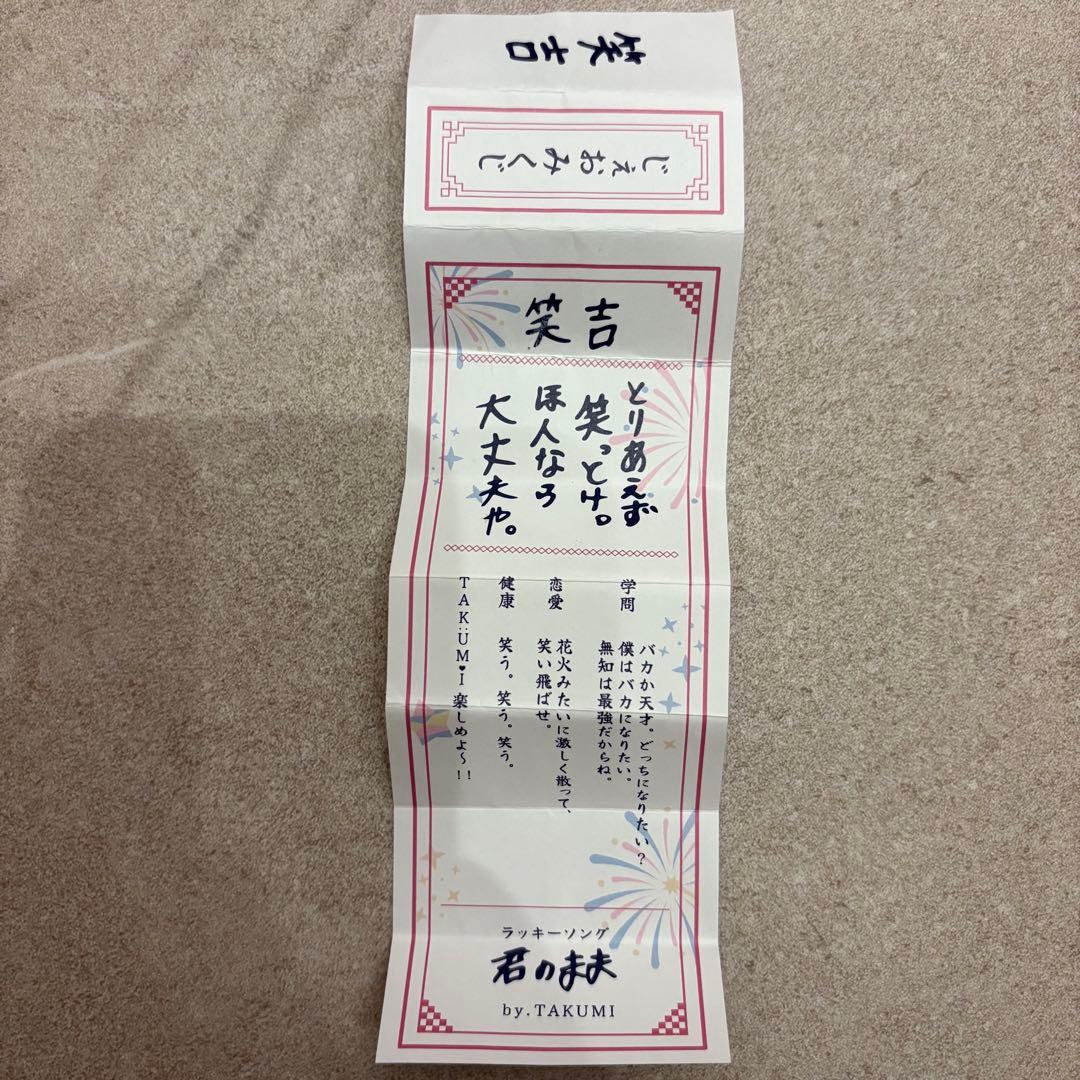 笑吉
じぇおみくじ
笑吉
とりあえず
笑っとけ。
ほんなら
大丈夫や。
学問
バカか天才。どっちになりたい？
僕はバカになりたい。
無知は最強だからね。
恋愛
花火みたいに激しく散って、
笑い飛ばせ。
健康
笑う。笑う。笑う。
TAKÜM♥I 楽しめよ〜！！
ラッキーソング
君のまま
by.TAKUMI